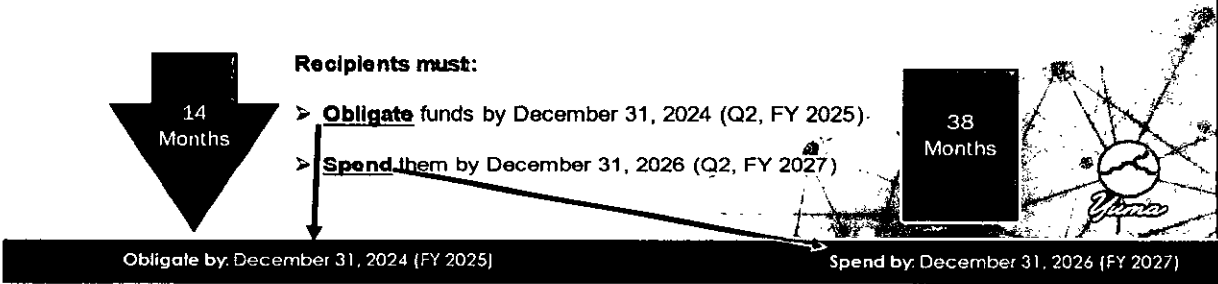 Recipients must:
14
Months
➢ Obligate funds by December 31, 2024 (Q2, FY 2025)
➢ Spend them by December 31, 2026 (Q2, FY 2027)
38
Months
Yuma
Obligate by: December 31, 2024 (FY 2025)
Spend by: December 31, 2026 (FY 2027)